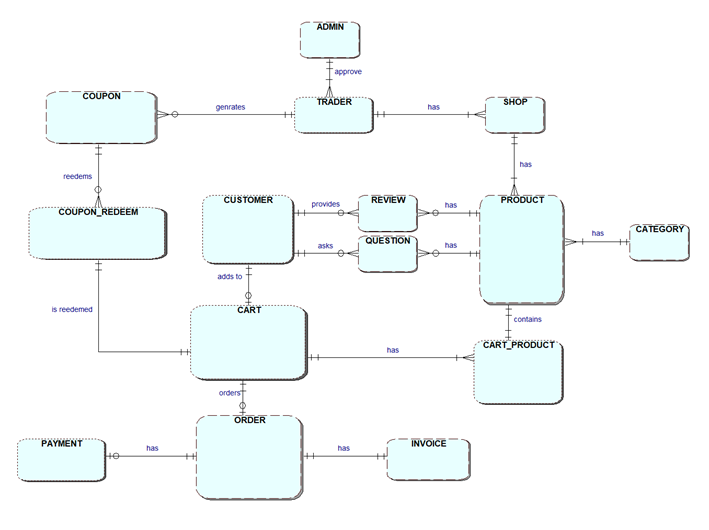 ADMIN
approve
COUPON
genrates
TRADER
has
SHOP
reedems
has
CUSTOMER
provides
REVIEW
has
PRODUCT
COUPON_REDEEM
has
CATEGORY
asks
QUESTION
has
adds to
is reedemed
CART
contains
has
CART_PRODUCT
orders
ORDER
PAYMENT
has
has
INVOICE